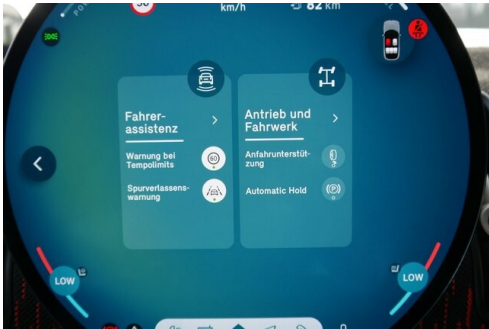 km/h
82 km
Fahrer-
assistenz
Warnung bei
Tempolimits
60
Spurverlassens-
warnung
Antrieb und
Fahrwerk
Anfahrunterstüt-
zung
Automatic Hold
(P)
LOW
LOW